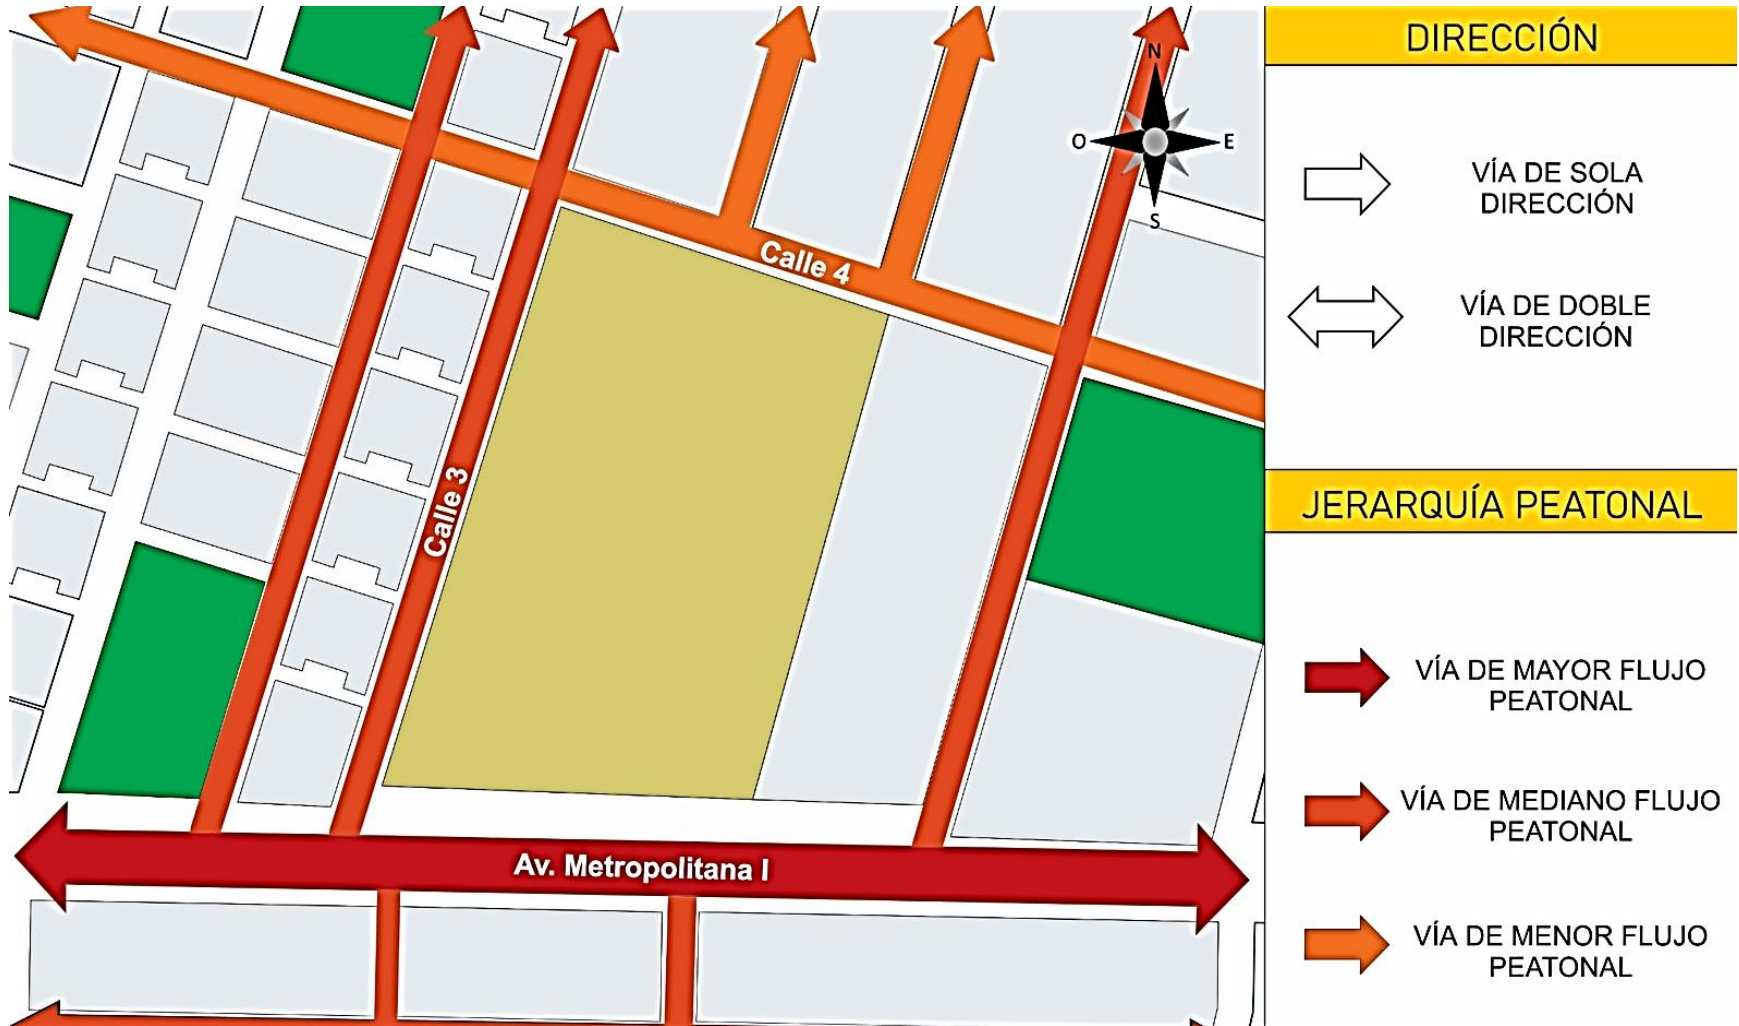 N
O
E
S
Calle 4
Calle 3
Av. Metropolitana I
DIRECCIÓN
VÍA DE SOLA
DIRECCIÓN
VÍA DE DOBLE
DIRECCIÓN
JERARQUÍA PEATONAL
VÍA DE MAYOR FLUJO
PEATONAL
VÍA DE MEDIANO FLUJO
PEATONAL
VÍA DE MENOR FLUJO
PEATONAL